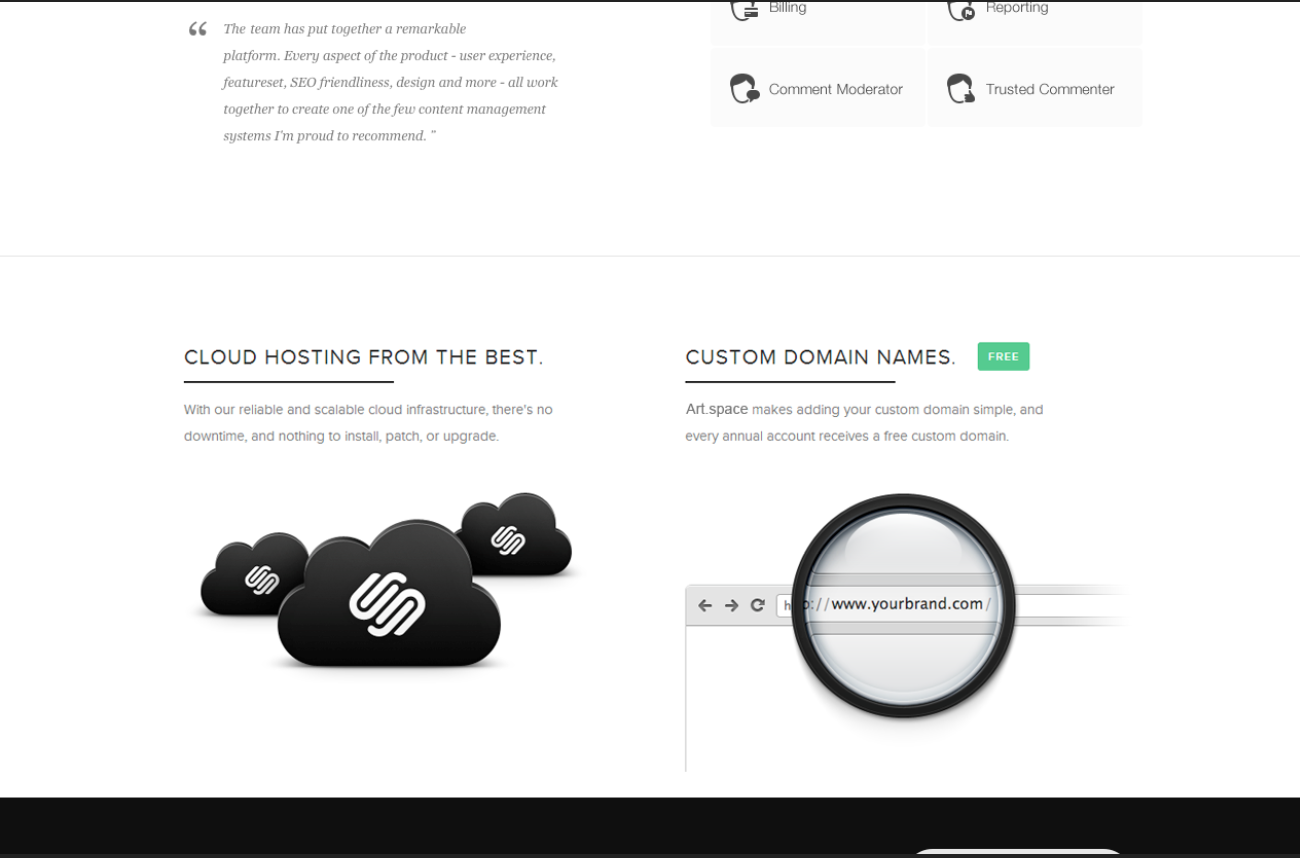 “ The team has put together a remarkable
platform. Every aspect of the product - user experience,
featureset, SEO friendliness, design and more - all work
together to create one of the few content management
systems I'm proud to recommend. ”
Billing
Reporting
Comment Moderator
Trusted Commenter
CLOUD HOSTING FROM THE BEST.
With our reliable and scalable cloud infrastructure, there's no
downtime, and nothing to install, patch, or upgrade.
CUSTOM DOMAIN NAMES.
FREE
Art.space makes adding your custom domain simple, and
every annual account receives a free custom domain.
http://www.yourbrand.com/